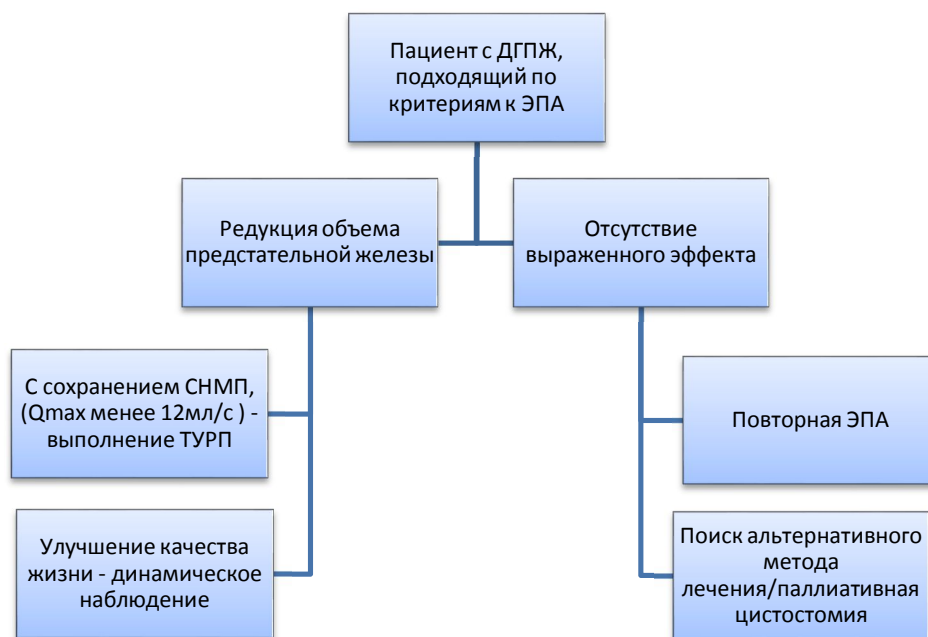 Пациент с ДГПЖ,
подходящий по
критериям к ЭПА
Редукция объема
предстательной железы
Отсутствие
выраженного эффекта
С сохранением СНМП,
(Qmax менее 12мл/с ) -
выполнение ТУРП
Повторная ЭПА
Улучшение качества
жизни - динамическое
наблюдение
Поиск альтернативного
метода
лечения/паллиативная
цистостомия